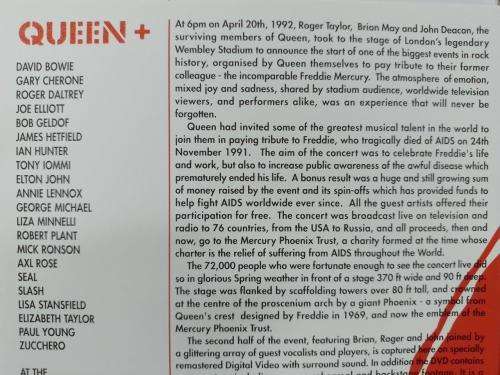 QUEEN +
DAVID BOWIE
GARY CHERONE
ROGER DALTREY
JOE ELLIOTT
BOB GELDOF
JAMES HETFIELD
IAN HUNTER
TONY IOMMI
ELTON JOHN
ANNIE LENNOX
GEORGE MICHAEL
LIZA MINNELLI
ROBERT PLANT
MICK RONSON
AXL ROSE
SEAL
SLASH
LISA STANSFIELD
ELIZABETH TAYLOR
PAUL YOUNG
ZUCCHERO
AT THE
At 6pm on April 20th, 1992, Roger Taylor, Brian May and John Deacon, the
surviving members of Queen, took to the stage of London's legendary
Wembley Stadium to announce the start of one of the biggest events in rock
history, organised by Queen themselves to pay tribute to their former
colleague - the incomparable Freddie Mercury. The atmosphere of emotion,
mixed joy and sadness, shared by stadium audience, worldwide television
viewers, and performers alike, was an experience that will never be
forgotten.
Queen had invited some of the greatest musical talent in the world to
join them in paying tribute to Freddie, who tragically died of AIDS on 24th
November 1991. The aim of the concert was to celebrate Freddie's life
and work, but also to increase public awareness of the awful disease which
prematurely ended his life. A bonus result was a huge and still growing sum
of money raised by the event and its spin-offs which has provided funds to
help fight AIDS worldwide ever since. All the guest artists offered their
participation for free. The concert was broadcast live on television and
radio to 76 countries, from the USA to Russia, and all proceeds, then and
now, go to the Mercury Phoenix Trust, a charity formed at the time whose
charter is the relief of suffering from AIDS throughout the World.
The 72,000 people who were fortunate enough to see the concert live did
so in glorious Spring weather in front of a stage 370 ft wide and 90 ft deep.
The stage was flanked by scaffolding towers over 80 ft tall, and crowned
at the centre of the proscenium arch by a giant Phoenix - a symbol from
Queen's crest designed by Freddie in 1969, and now the emblem of the
Mercury Phoenix Trust.
The second half of the event, featuring Brian, Roger and John joined by
a glittering array of guest vocalists and players, is captured here on specially
remastered Digital Video with surround sound. In addition the DVD contains
backstage footage. It is a